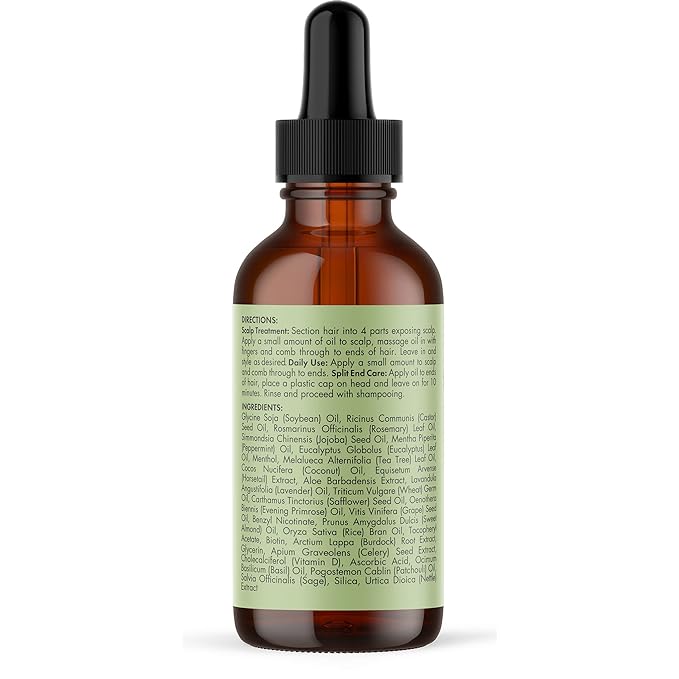 DIRECTIONS:
Scalp Treatment: Section hair into 4 parts exposing scalp.
Apply a small amount of oil to scalp, massage oil in with
fingers and comb through to ends of hair. Leave in and
style as desired. Daily Use: Apply a small amount to scalp
and comb through to ends. Split End Care: Apply oil to ends
of hair, place a plastic cap on head and leave on for 10
minutes. Rinse and proceed with shampooing.
INGREDIENTS:
Glycine Soja (Soybean) Oil, Ricinus Communis (Castor)
Seed Oil, Rosmarinus Officinalis (Rosemary) Leaf Oil,
Simmondsia Chinensis (Jojoba) Seed Oil, Mentha Piperita
(Peppermint) Oil, Eucalyptus Globolus (Eucalyptus) Leaf
Oil, Menthol, Melaluca Alternifolia (Tea Tree) Leaf Oil,
Cocos Nucifera (Coconut) Oil, Equisetum Arvense
(Horsetail) Extract, Aloe Barbadensis Extract, Lavandula
Angustifolia (Lavender) Oil, Triticum Vulgare (Wheat) Germ
Oil, Carthamus Tinctorius (Safflower) Seed Oil, Oenothera
Biennis (Evening Primrose) Oil, Vitis Vinifera (Grape) Seed
Oil, Benzyl Nicotinate, Prunus Amygdalus Dulcis (Sweet
Almond) Oil, Oryza Sativa (Rice) Bran Oil, Tocopheryl
Acetate, Biotin, Arctium Lappa (Burdock) Root Extract,
Glycerin, Apium Graveolens (Celery) Seed Extract,
Cholecalciferol (Vitamin D), Ascorbic Acid, Ocimum
Basilicum (Basil) Oil, Pogostemon Cablin (Patchouli) Oil,
Salvia Officinalis (Sage), Silica, Urtica Dioica (Nettle)
Extract